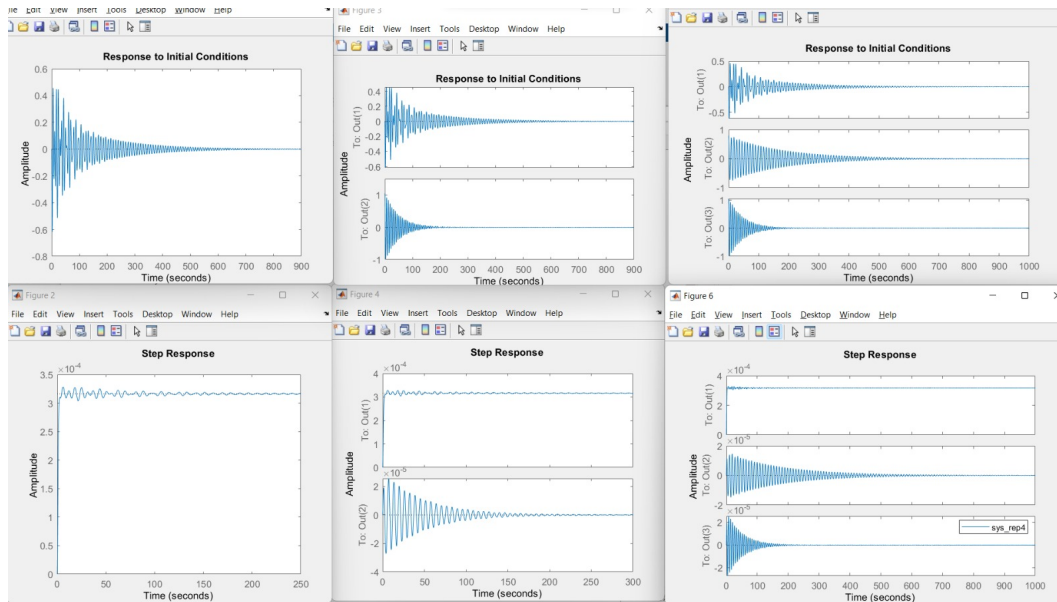 File Edit View Insert Tools Desktop Window Help
Response to Initial Conditions
0.6
0.4
0.2
0
-0.2
-0.4
-0.6
-0.8
Amplitude
0 100 200 300 400 500 600 700 800 900
Time (seconds)
Figure 3
File Edit View Insert Tools Desktop Window Help
Response to Initial Conditions
To: Out(1)
0.4
0.2
0
-0.2
-0.4
-0.6
Amplitude
To: Out(2)
1
0
-1
0 100 200 300 400 500 600 700 800 900
Time (seconds)
Response to Initial Conditions
To: Out(1)
0.5
0
-0.5
Amplitude
To: Out(2)
1
0
-1
To: Out(3)
1
0
-1
0 100 200 300 400 500 600 700 800 900 1000
Time (seconds)
Figure 2
File Edit View Insert Tools Desktop Window Help
Step Response
×10⁻⁴
3.5
3
2.5
2
1.5
1
0.5
0
Amplitude
0 50 100 150 200 250
Time (seconds)
Figure 4
File Edit View Insert Tools Desktop Window Help
Step Response
×10⁻⁴
To: Out(1)
4
3
2
1
0
Amplitude
×10⁻⁵
To: Out(2)
2
0
-2
-4
0 50 100 150 200 250 300
Time (seconds)
Figure 6
File Edit View Insert Tools Desktop Window Help
Step Response
×10⁻⁴
To: Out(1)
4
2
0
Amplitude
×10⁻⁵
To: Out(2)
2
0
-2
×10⁻⁵
To: Out(3)
2
0
-2
sys_rep4
0 100 200 300 400 500 600 700 800 900 1000
Time (seconds)